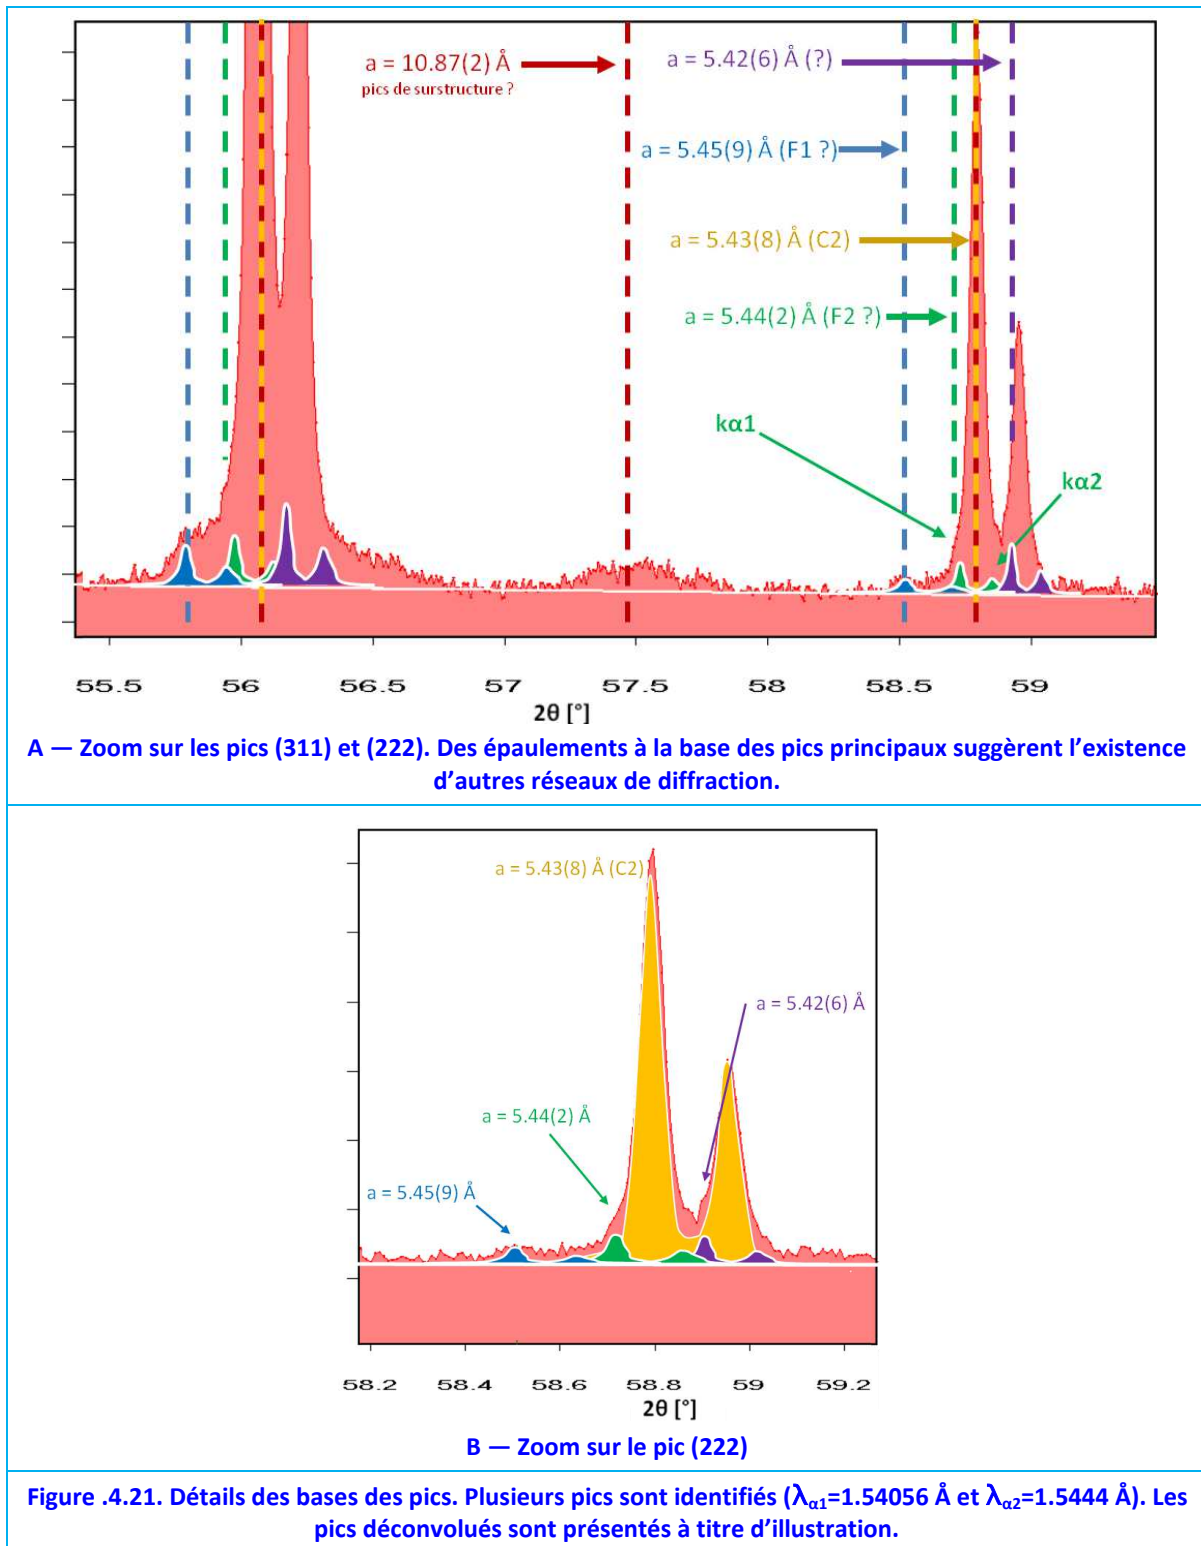 a = 10.87(2) Å
pics de surstructure ?
a = 5.42(6) Å (?)
a = 5.45(9) Å (F1 ?)
a = 5.43(8) Å (C2)
a = 5.44(2) Å (F2 ?)
kα1
kα2
55.5 56 56.5 57 57.5 58 58.5 59
2θ [°]
A — Zoom sur les pics (311) et (222). Des épaulements à la base des pics principaux suggèrent l’existence
d’autres réseaux de diffraction.
a = 5.43(8) Å (C2)
a = 5.42(6) Å
a = 5.44(2) Å
a = 5.45(9) Å
58.2 58.4 58.6 58.8 59 59.2
2θ [°]
B — Zoom sur le pic (222)
Figure .4.21. Détails des bases des pics. Plusieurs pics sont identifiés (λα1=1.54056 Å et λα2=1.5444 Å). Les
pics déconvolués sont présentés à titre d’illustration.